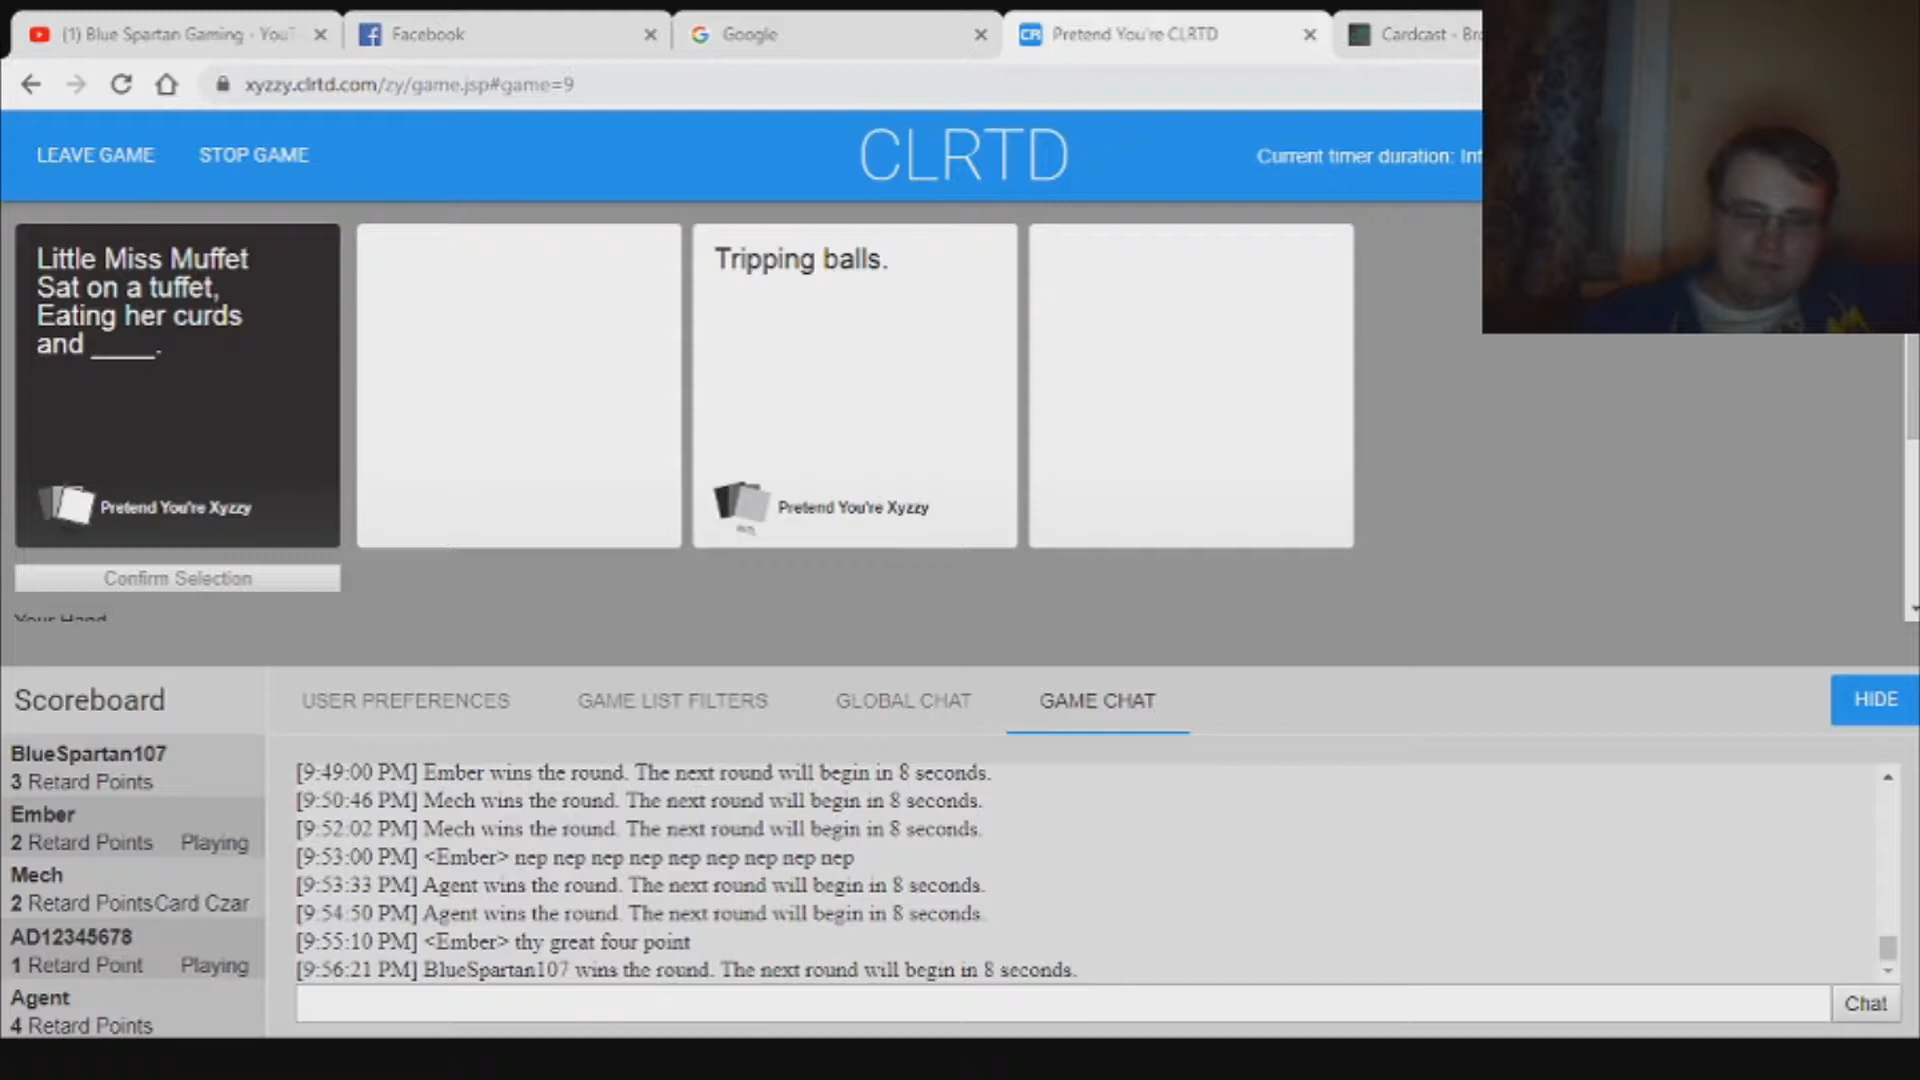 (1) Blue Spartan Gaming - YouT
Facebook
Google
Pretend You're CLRTD
Cardcast - Bro
xyzzy.clrtd.com/zy/game.jsp#game=9
LEAVE GAME
STOP GAME
CLRTD
Current timer duration: Inf
Little Miss Muffet
Sat on a tuffet,
Eating her curds
and ____.
Pretend You're Xyzzy
Tripping balls.
Pretend You're Xyzzy
Confirm Selection
Your Hand
Scoreboard
USER PREFERENCES
GAME LIST FILTERS
GLOBAL CHAT
GAME CHAT
HIDE
BlueSpartan107
3 Retard Points
Ember
2 Retard Points Playing
Mech
2 Retard Points Card Czar
AD12345678
1 Retard Point Playing
Agent
4 Retard Points
[9:49:00 PM] Ember wins the round. The next round will begin in 8 seconds.
[9:50:46 PM] Mech wins the round. The next round will begin in 8 seconds.
[9:52:02 PM] Mech wins the round. The next round will begin in 8 seconds.
[9:53:00 PM] <Ember> nep nep nep nep nep nep nep nep nep
[9:53:33 PM] Agent wins the round. The next round will begin in 8 seconds.
[9:54:50 PM] Agent wins the round. The next round will begin in 8 seconds.
[9:55:10 PM] <Ember> thy great four point
[9:56:21 PM] BlueSpartan107 wins the round. The next round will begin in 8 seconds.
Chat